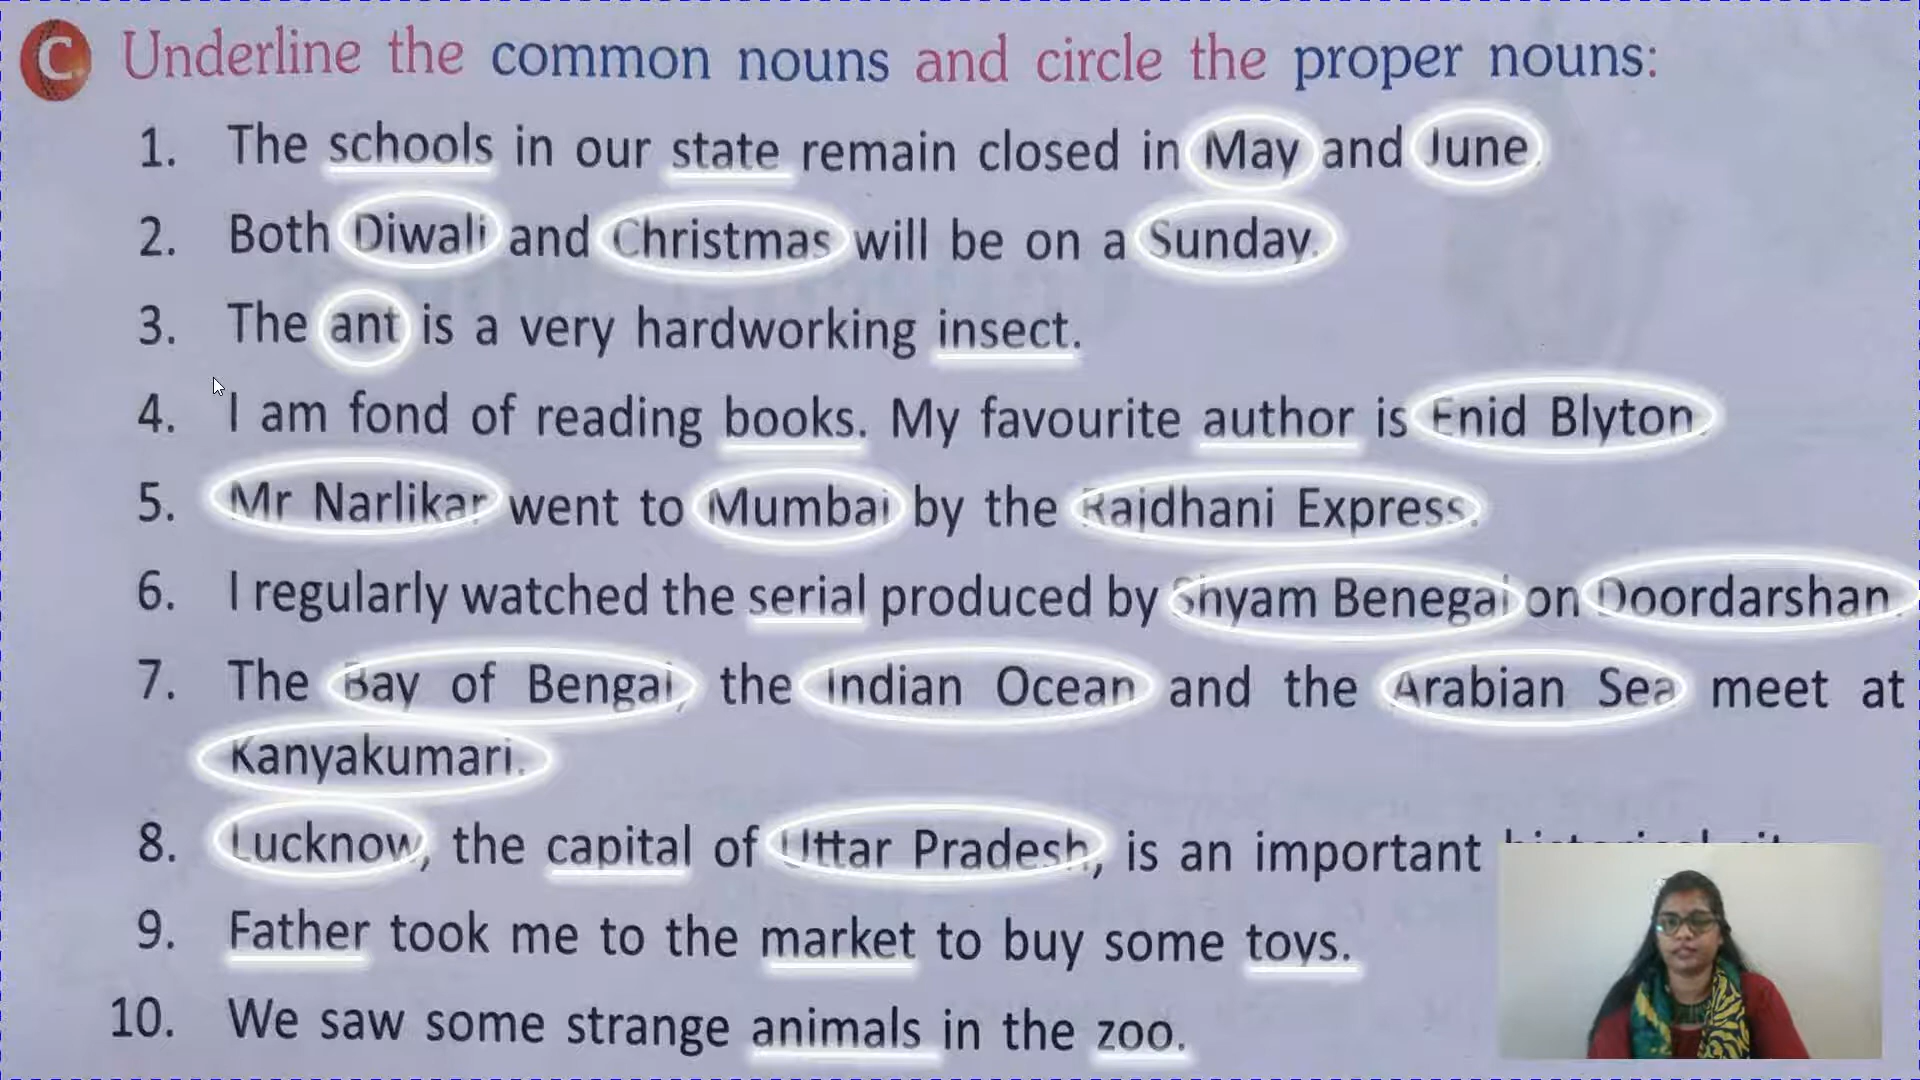 C Underline the common nouns and circle the proper nouns:
1. The schools in our state remain closed in May and June.
2. Both Diwali and Christmas will be on a Sunday.
3. The ant is a very hardworking insect.
4. I am fond of reading books. My favourite author is Enid Blyton.
5. Mr Narlikar went to Mumbai by the Rajdhani Express.
6. I regularly watched the serial produced by Shyam Benegal on Doordarshan.
7. The Bay of Bengal, the Indian Ocean and the Arabian Sea meet at
Kanyakumari.
8. Lucknow, the capital of Uttar Pradesh, is an important
9. Father took me to the market to buy some toys.
10. We saw some strange animals in the zoo.